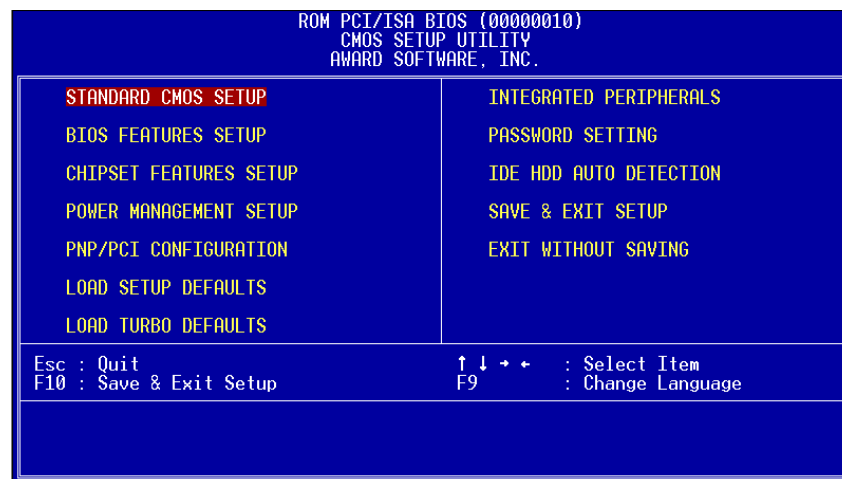 ROM PCI/ISA BIOS (00000010)
CMOS SETUP UTILITY
AWARD SOFTWARE, INC.
STANDARD CMOS SETUP
BIOS FEATURES SETUP
CHIPSET FEATURES SETUP
POWER MANAGEMENT SETUP
PNP/PCI CONFIGURATION
LOAD SETUP DEFAULTS
LOAD TURBO DEFAULTS
INTEGRATED PERIPHERALS
PASSWORD SETTING
IDE HDD AUTO DETECTION
SAVE & EXIT SETUP
EXIT WITHOUT SAVING
Esc : Quit
F10 : Save & Exit Setup
↑ ↓ → ← : Select Item
F9 : Change Language